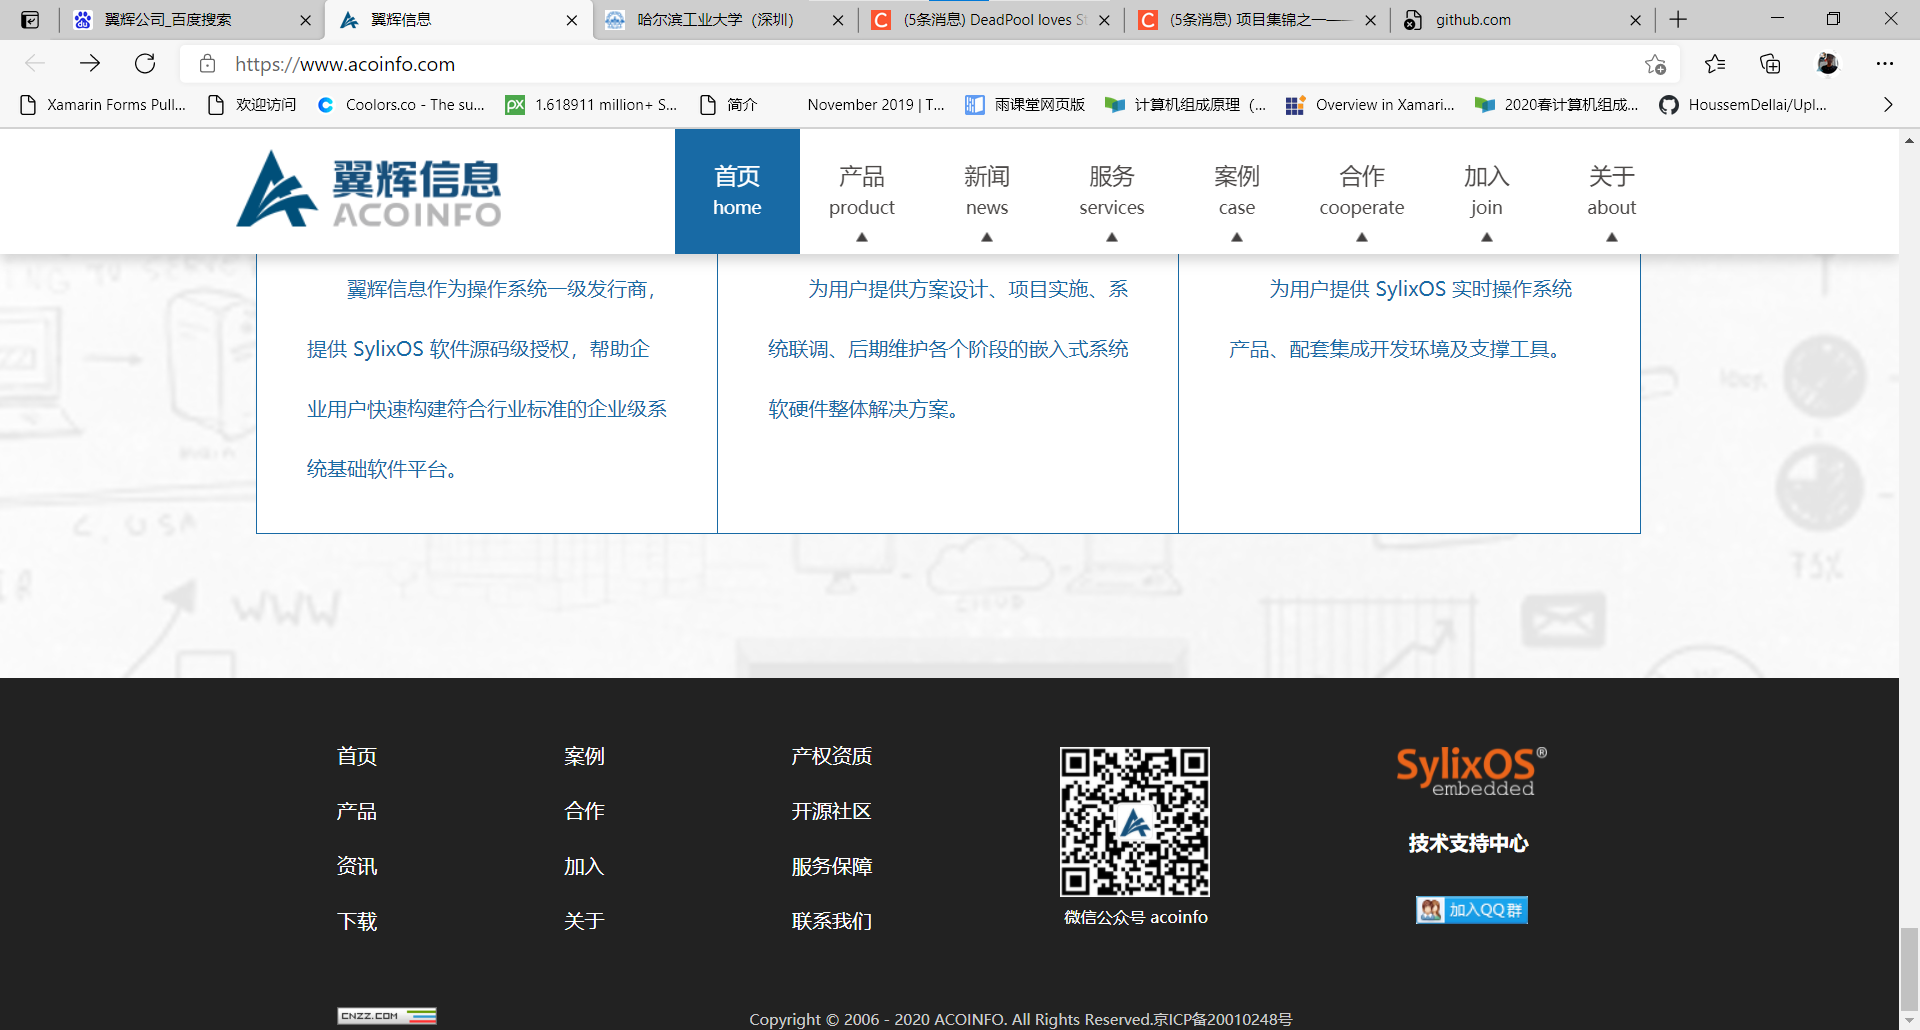 翼辉公司_百度搜索
翼辉信息
哈尔滨工业大学（深圳）
(5条消息) DeadPool loves St
(5条消息) 项目集锦之一——
github.com
https://www.acoinfo.com
Xamarin Forms Pull...
欢迎访问
Coolors.co - The su...
1.618911 million+ S...
简介
November 2019 | T...
雨课堂网页版
计算机组成原理（...
Overview in Xamari...
2020春计算机组成...
HoussemDellai/Upl...
翼辉信息
ACOINFO
首页
home
产品
product
新闻
news
服务
services
案例
case
合作
cooperate
加入
join
关于
about
翼辉信息作为操作系统一级发行商，
提供 SylixOS 软件源码级授权，帮助企
业用户快速构建符合行业标准的企业级系
统基础软件平台。
为用户提供方案设计、项目实施、系
统联调、后期维护各个阶段的嵌入式系统
软硬件整体解决方案。
为用户提供 SylixOS 实时操作系统
产品、配套集成开发环境及支撑工具。
100%
C. USA
WWW
CLOUD
75%
首页
产品
资讯
下载
案例
合作
加入
关于
产权资质
开源社区
服务保障
联系我们
微信公众号 acoinfo
SylixOS®
embedded
技术支持中心
加入QQ群
CNZZ.COM
Copyright © 2006 - 2020 ACOINFO. All Rights Reserved.京ICP备20010248号